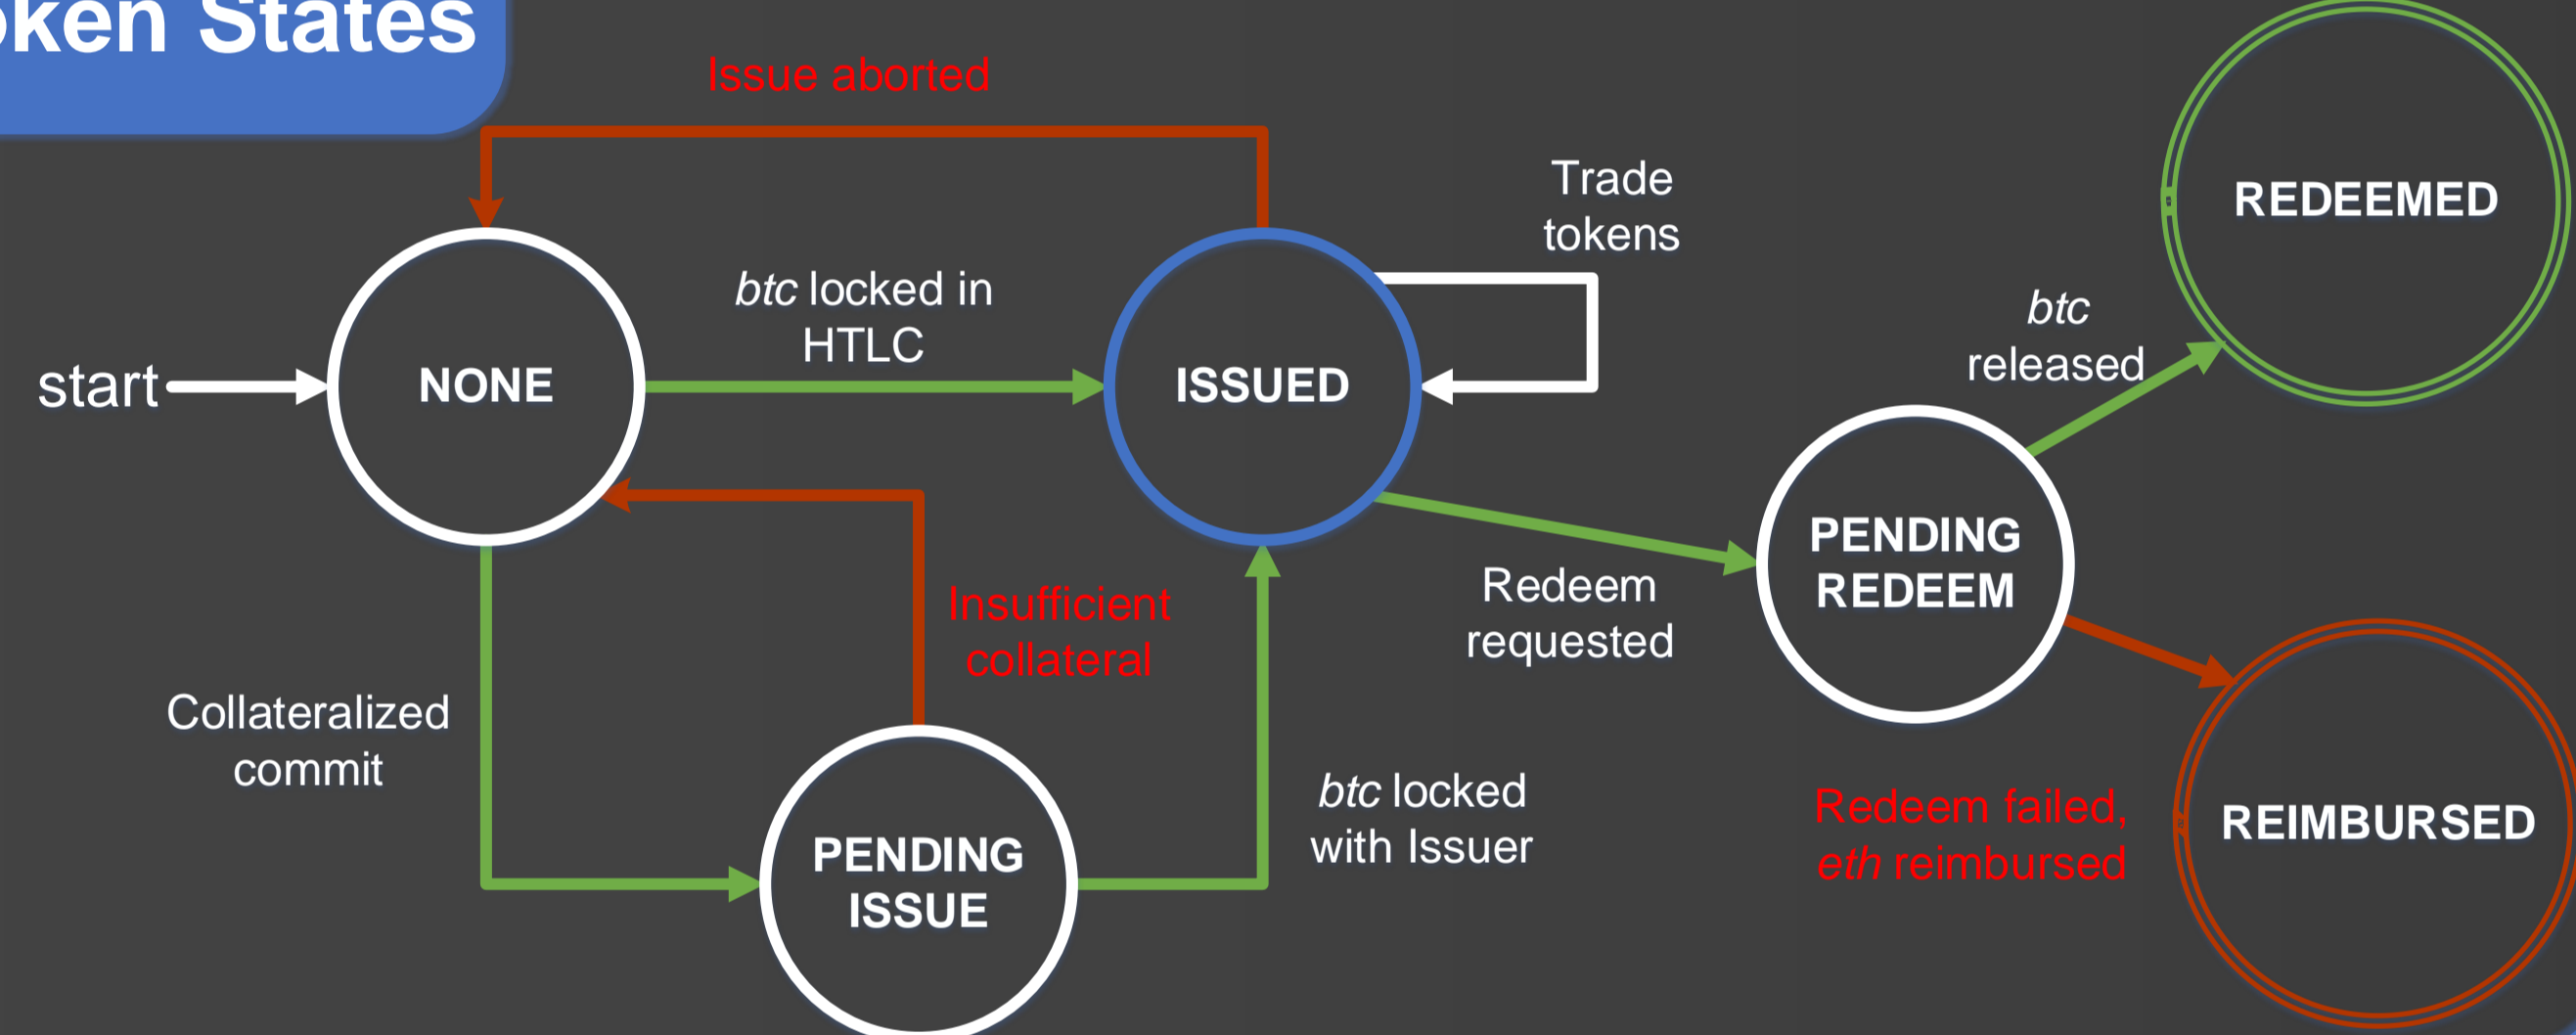 ken States
Issue aborted
Trade
tokens
REDEEMED
btc locked in
HTLC
btc
released
start
NONE
ISSUED
PENDING
REDEEM
Insufficient
collateral
Redeem
requested
Collateralized
commit
btc locked
with Issuer
Redeem failed,
eth reimbursed
REIMBURSED
PENDING
ISSUE